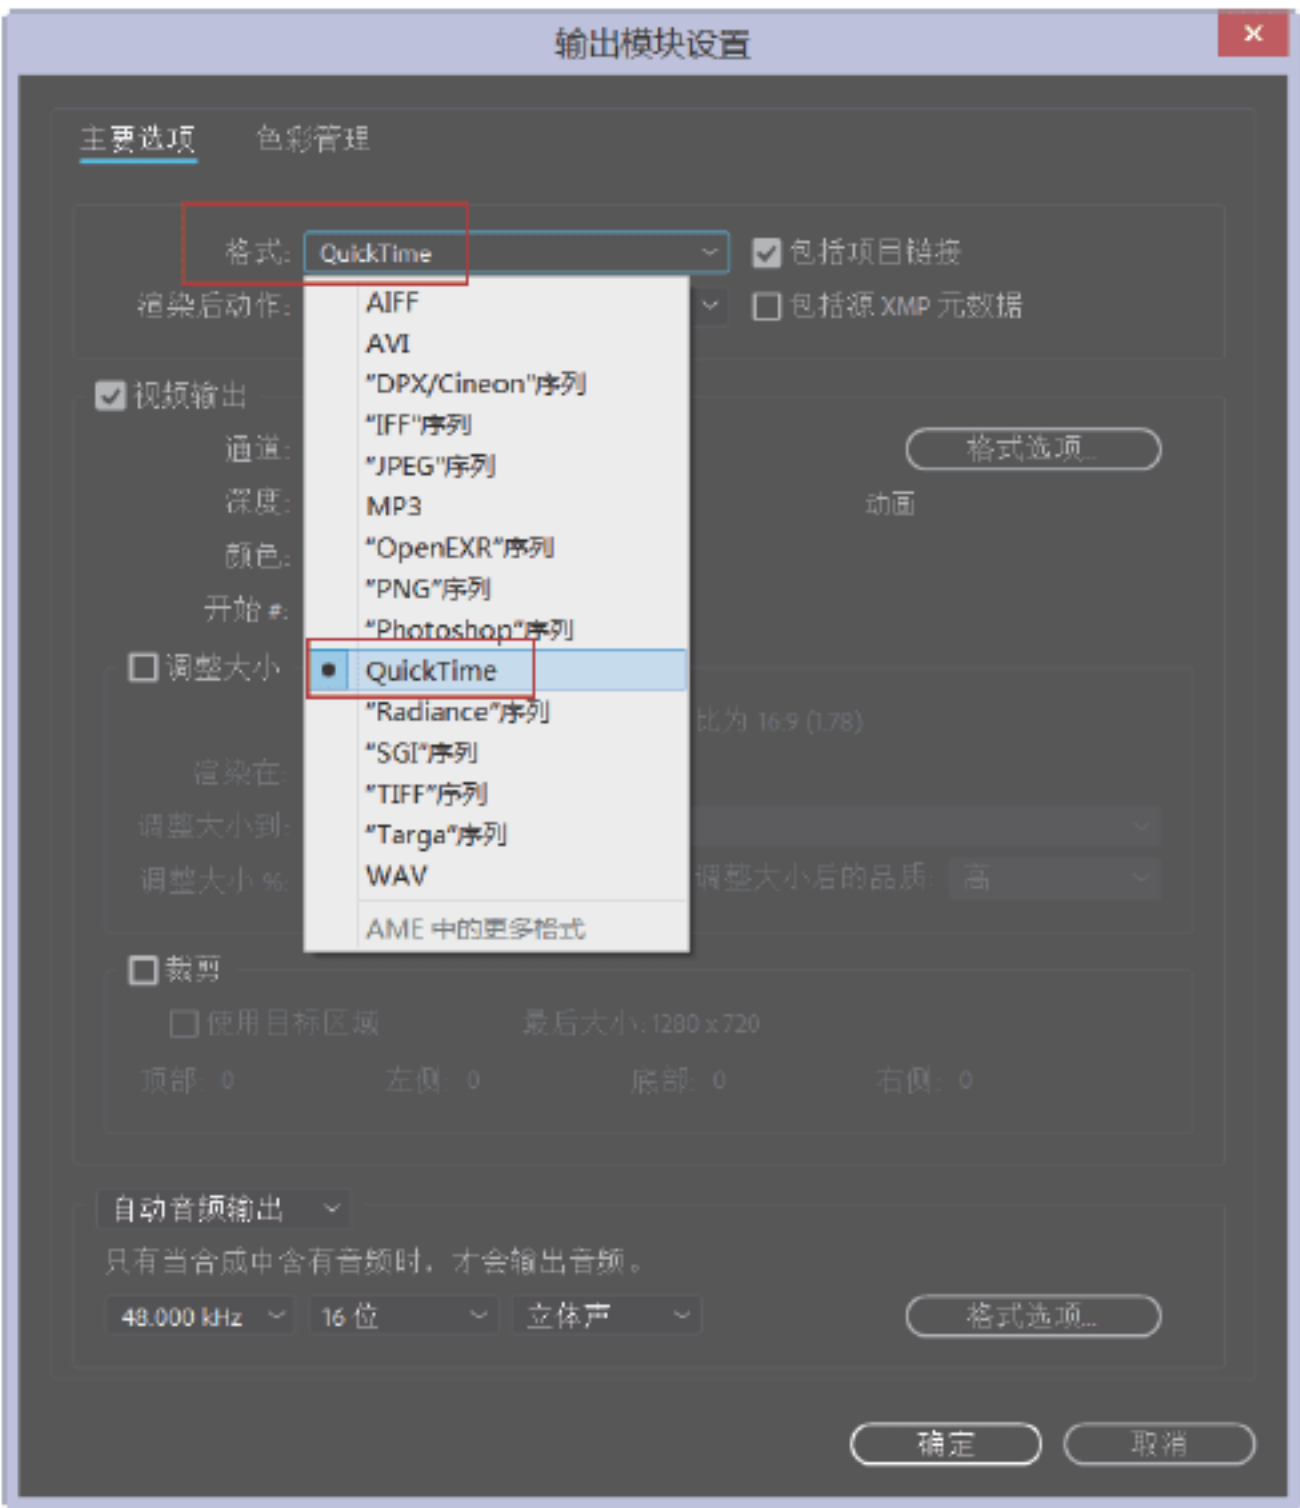 输出模块设置
主要选项 色彩管理
格式: QuickTime 包括项目链接
渲染后动作: 包括源 XMP 元数据
AIFF
AVI
"DPX/Cineon"序列
"IFF"序列
"JPEG"序列
MP3
"OpenEXR"序列
"PNG"序列
"Photoshop"序列
QuickTime
"Radiance"序列
"SGI"序列
"TIFF"序列
"Targa"序列
WAV
AME 中的更多格式
视频输出
通道: 格式选项...
深度: 动画
颜色:
开始 #:
调整大小
比为 16:9 (1.78)
渲染在:
调整大小到:
调整大小 %: 调整大小后的品质: 高
裁剪
使用目标区域 最后大小: 1280 x 720
顶部: 0 左侧: 0 底部: 0 右侧: 0
自动音频输出
只有当合成中含有音频时，才会输出音频。
48.000 kHz 16 位 立体声 格式选项...
确定 取消